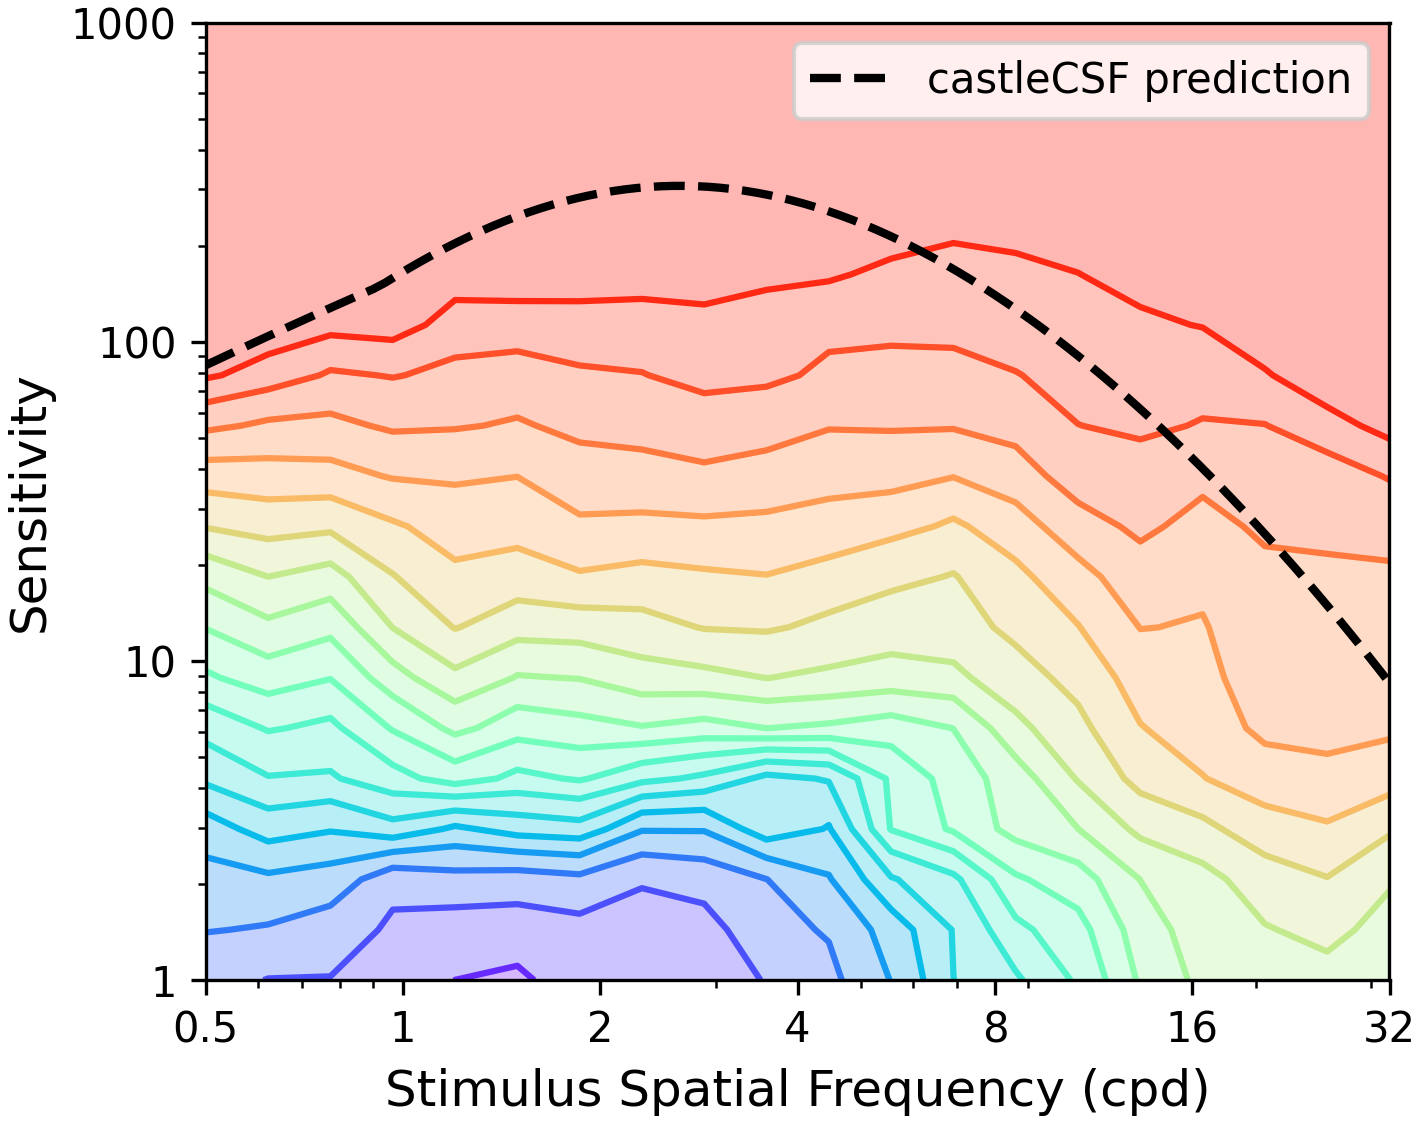 1000
castleCSF prediction
100
Sensitivity
10
1
0.5 1 2 4 8 16 32
Stimulus Spatial Frequency (cpd)